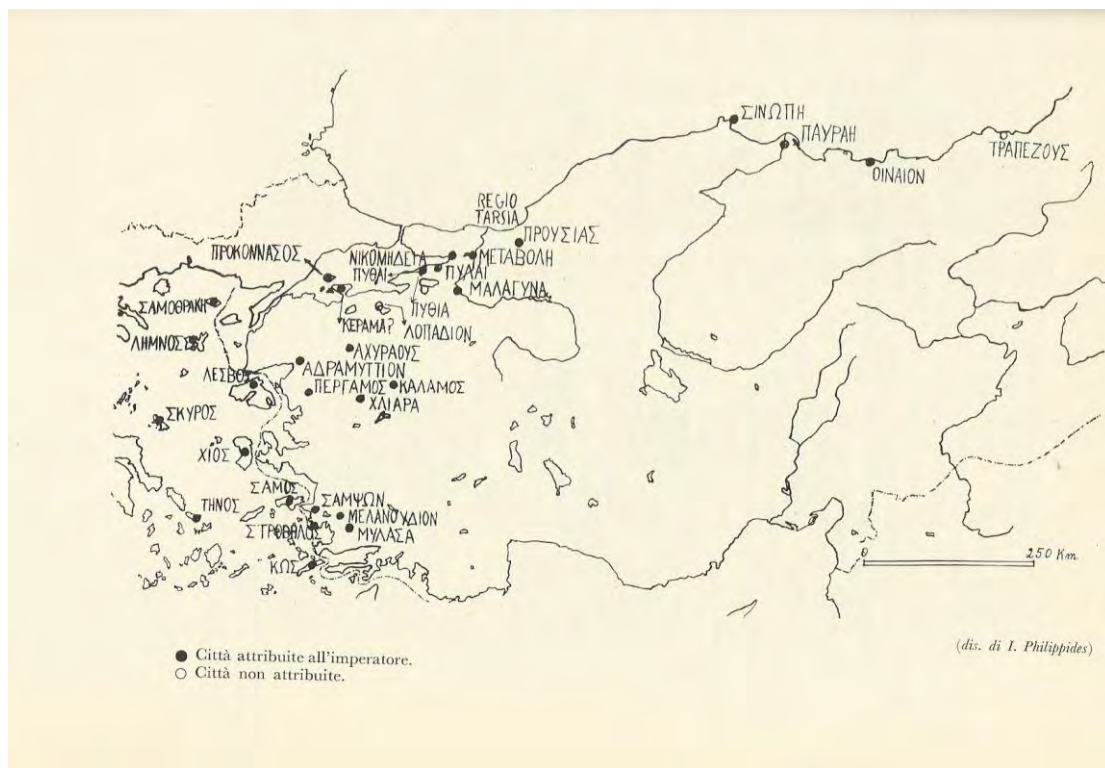 ΣΙΝΩΠΗ
ΠΑΥΡΑΗ
ΤΡΑΠΕΖΟΥΣ
ΟΙΝΑΙΟΝ
REGIO
TARSIA
ΠΡΟΥΣΙΑΣ
ΠΡΟΚΟΝΝΑΣΟΣ
ΝΙΚΟΜΗΔΕΙΑ
ΜΕΤΑΒΟΛΗ
ΠΥΘΑΙ
ΠΥΛΑΙ
ΜΑΛΑΓΥΝΑ
ΣΑΜΟΘΡΑΚΗ
ΠΥΘΙΑ
ΚΕΡΑΜΑ?
ΛΟΠΑΔΙΟΝ
ΛΗΜΝΟΣ
ΑΧΥΡΑΟΥΣ
ΑΔΡΑΜΥΤΤΙΟΝ
ΛΕΣΒΟΣ
ΠΕΡΓΑΜΟΣ
ΚΑΛΑΜΟΣ
ΧΛΙΑΡΑ
ΣΚΥΡΟΣ
ΧΙΟΣ
ΣΑΜΟΣ
ΣΑΜΨΩΝ
ΤΗΝΟΣ
ΜΕΛΑΝΟΥΔΙΟΝ
ΣΤΡΟΒΗΛΟΣ
ΜΥΛΑΣΑ
ΚΩΣ
0 250 Km.
(dis. di I. Philippides)
● Città attribuite all'imperatore.
○ Città non attribuite.